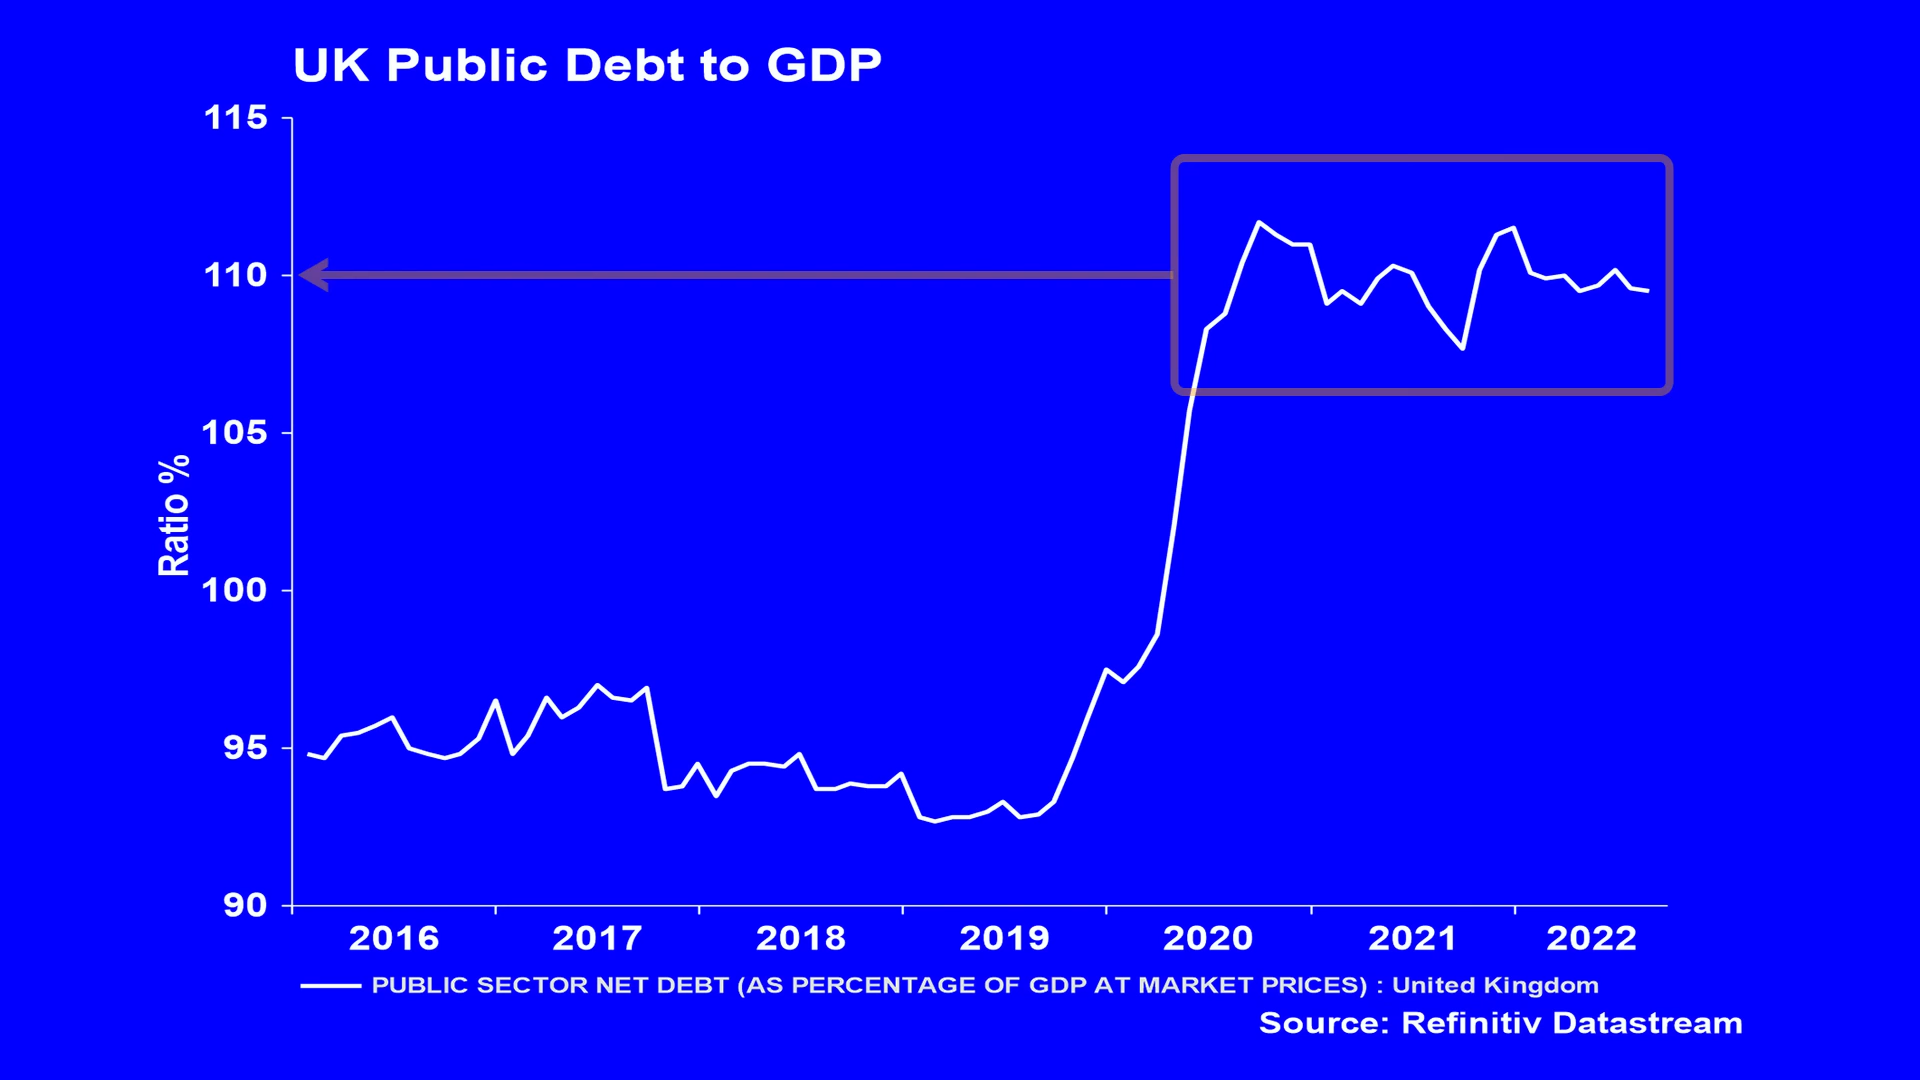 UK Public Debt to GDP
115
110
105
100
95
90
Ratio %
2016 2017 2018 2019 2020 2021 2022
PUBLIC SECTOR NET DEBT (AS PERCENTAGE OF GDP AT MARKET PRICES) : United Kingdom
Source: Refinitiv Datastream